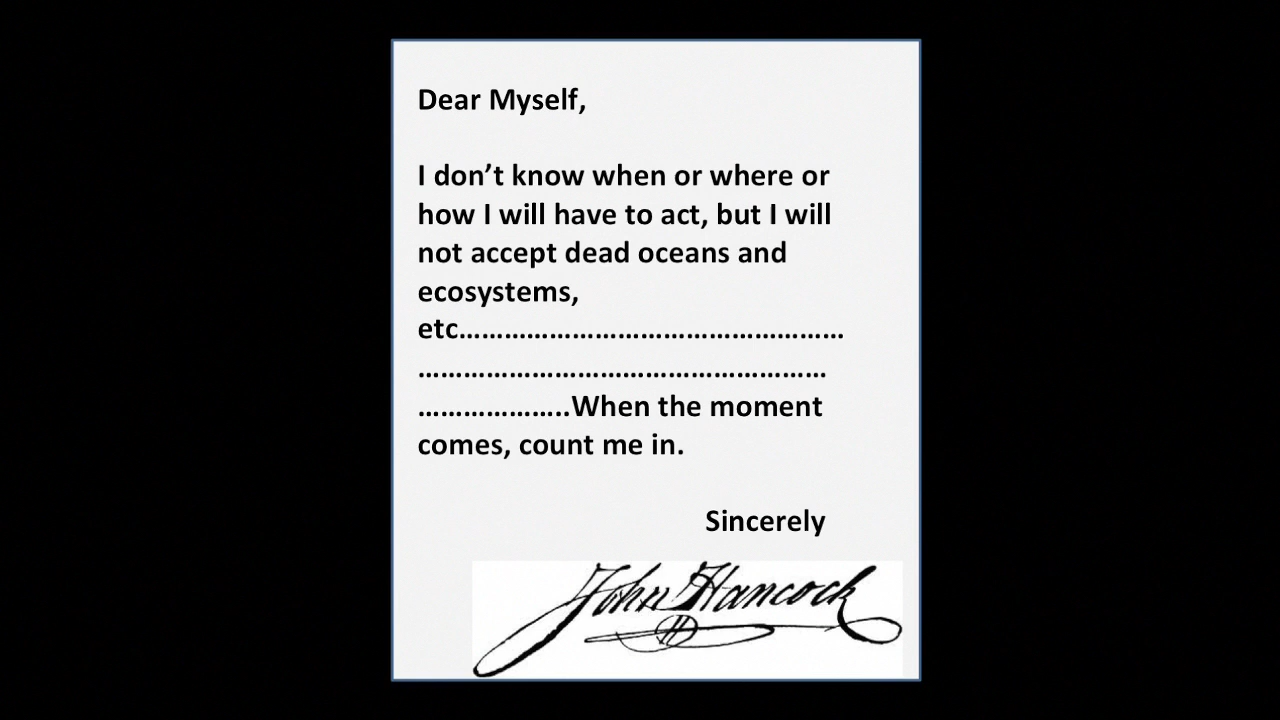 Dear Myself,
I don’t know when or where or
how I will have to act, but I will
not accept dead oceans and
ecosystems,
etc……………………………………………
………………………………………………
………………..When the moment
comes, count me in.
Sincerely
John Hancock